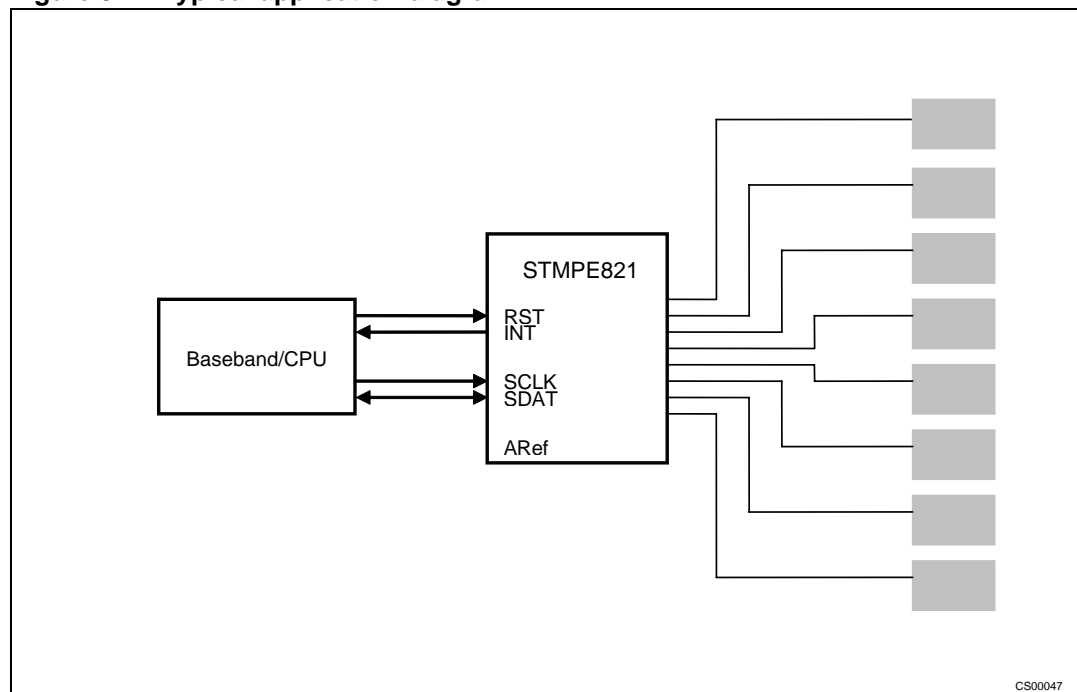 STMPE821
RST
INT
Baseband/CPU
SCLK
SDAT
ARef
CS00047